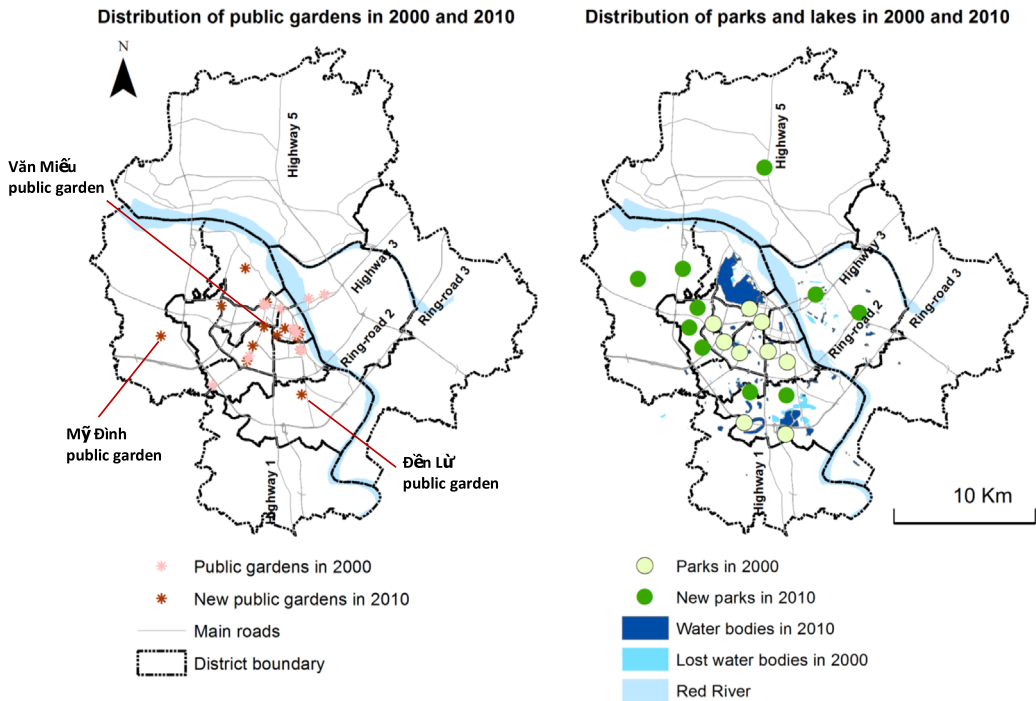 Distribution of public gardens in 2000 and 2010
N
Highway 5
Văn Miếu
public garden
Highway 3
Ring-road 3
Ring-road 2
Mỹ Đình
public garden
Đền Lừ
public garden
Highway 1
Public gardens in 2000
New public gardens in 2010
Main roads
District boundary
Distribution of parks and lakes in 2000 and 2010
Highway 5
Highway 3
Ring-road 3
Ring-road 2
Highway 1
10 Km
Parks in 2000
New parks in 2010
Water bodies in 2010
Lost water bodies in 2000
Red River